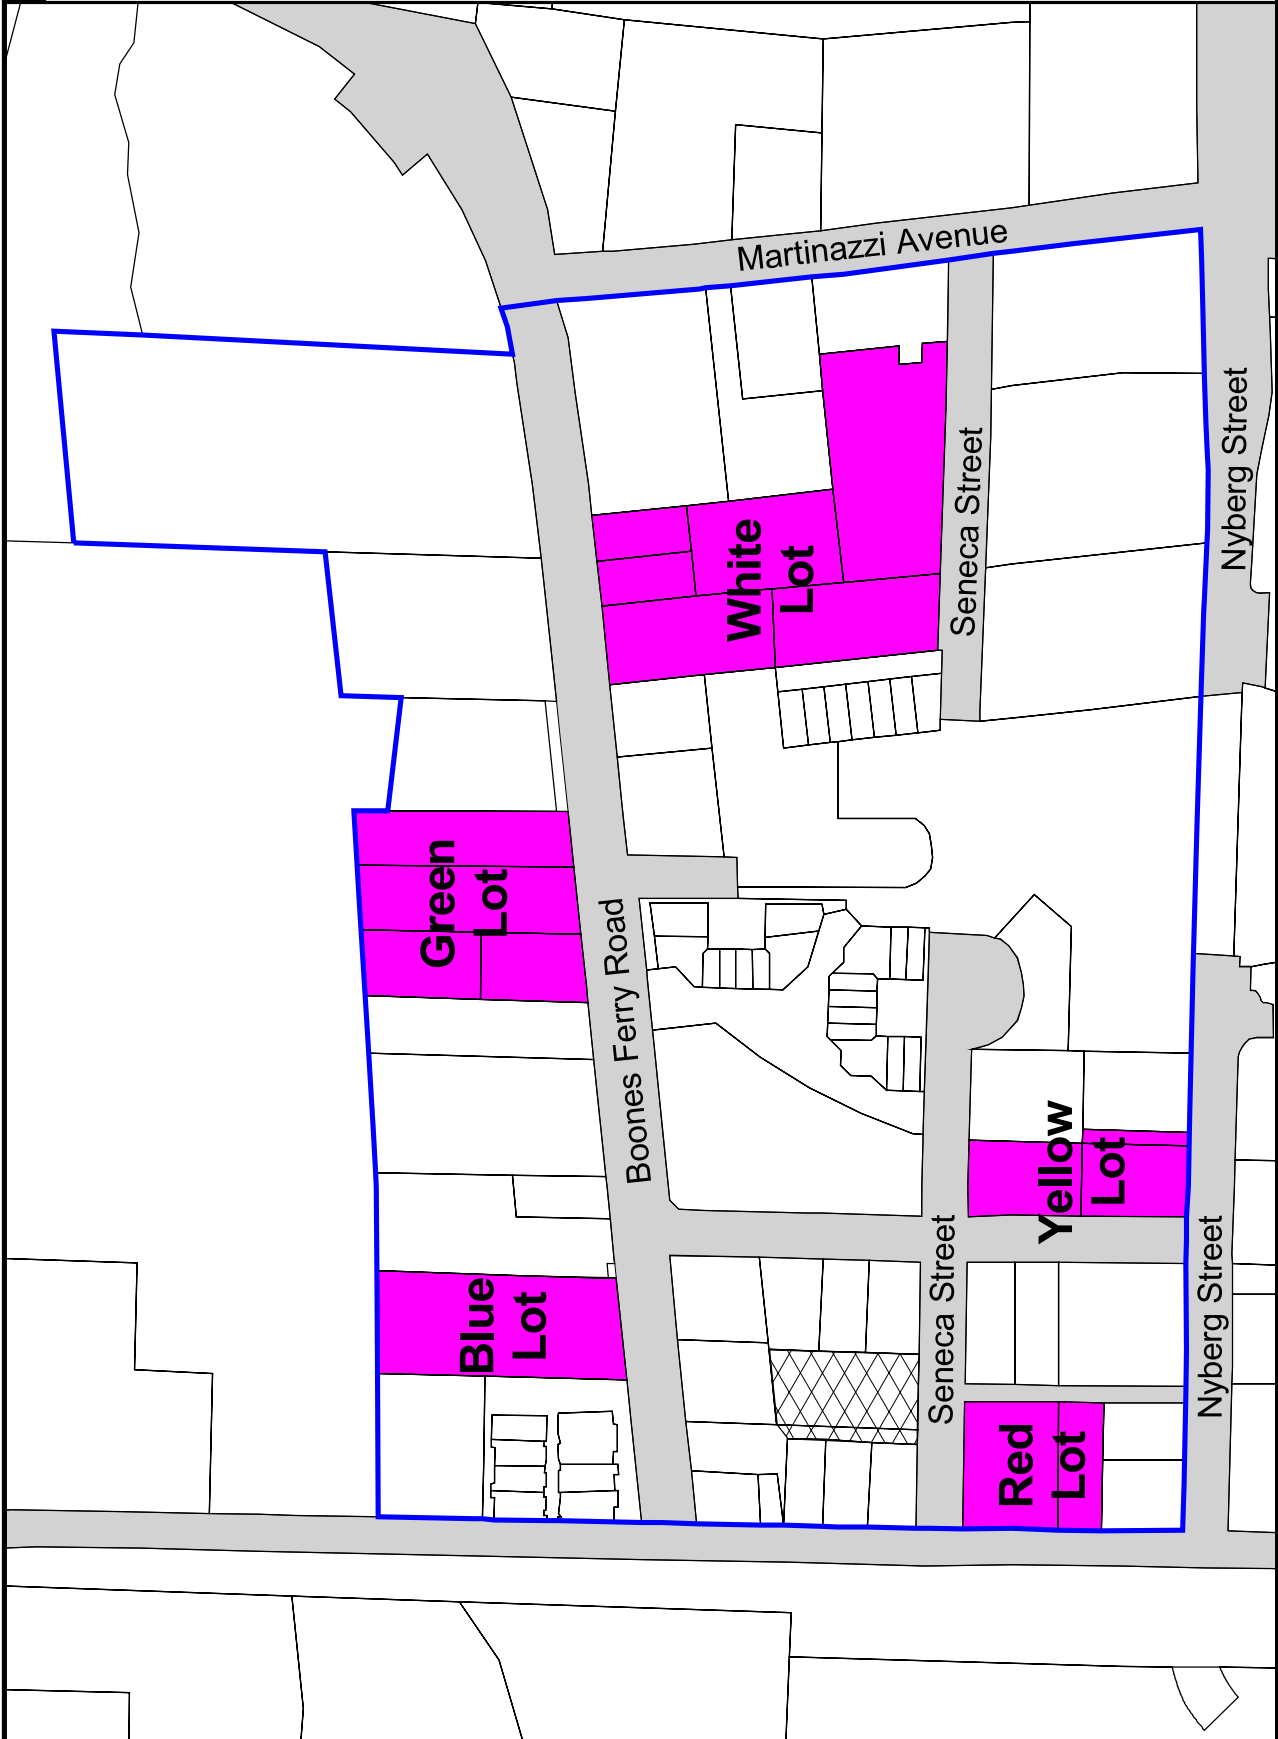 Martinazzi Avenue
Nyberg Street
Seneca Street
White
Lot
Green
Lot
Boones Ferry Road
Yellow
Lot
Blue
Lot
Seneca Street
Nyberg Street
Red
Lot